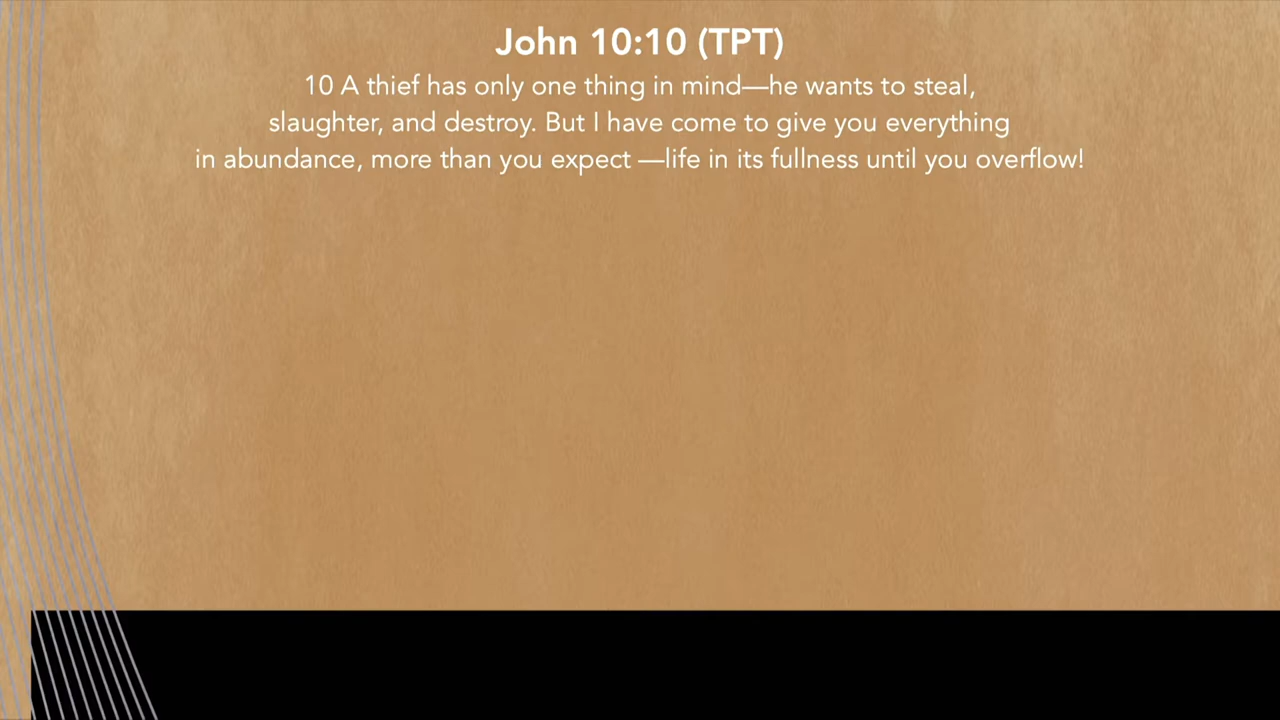 John 10:10 (TPT)
10 A thief has only one thing in mind—he wants to steal,
slaughter, and destroy. But I have come to give you everything
in abundance, more than you expect —life in its fullness until you overflow!